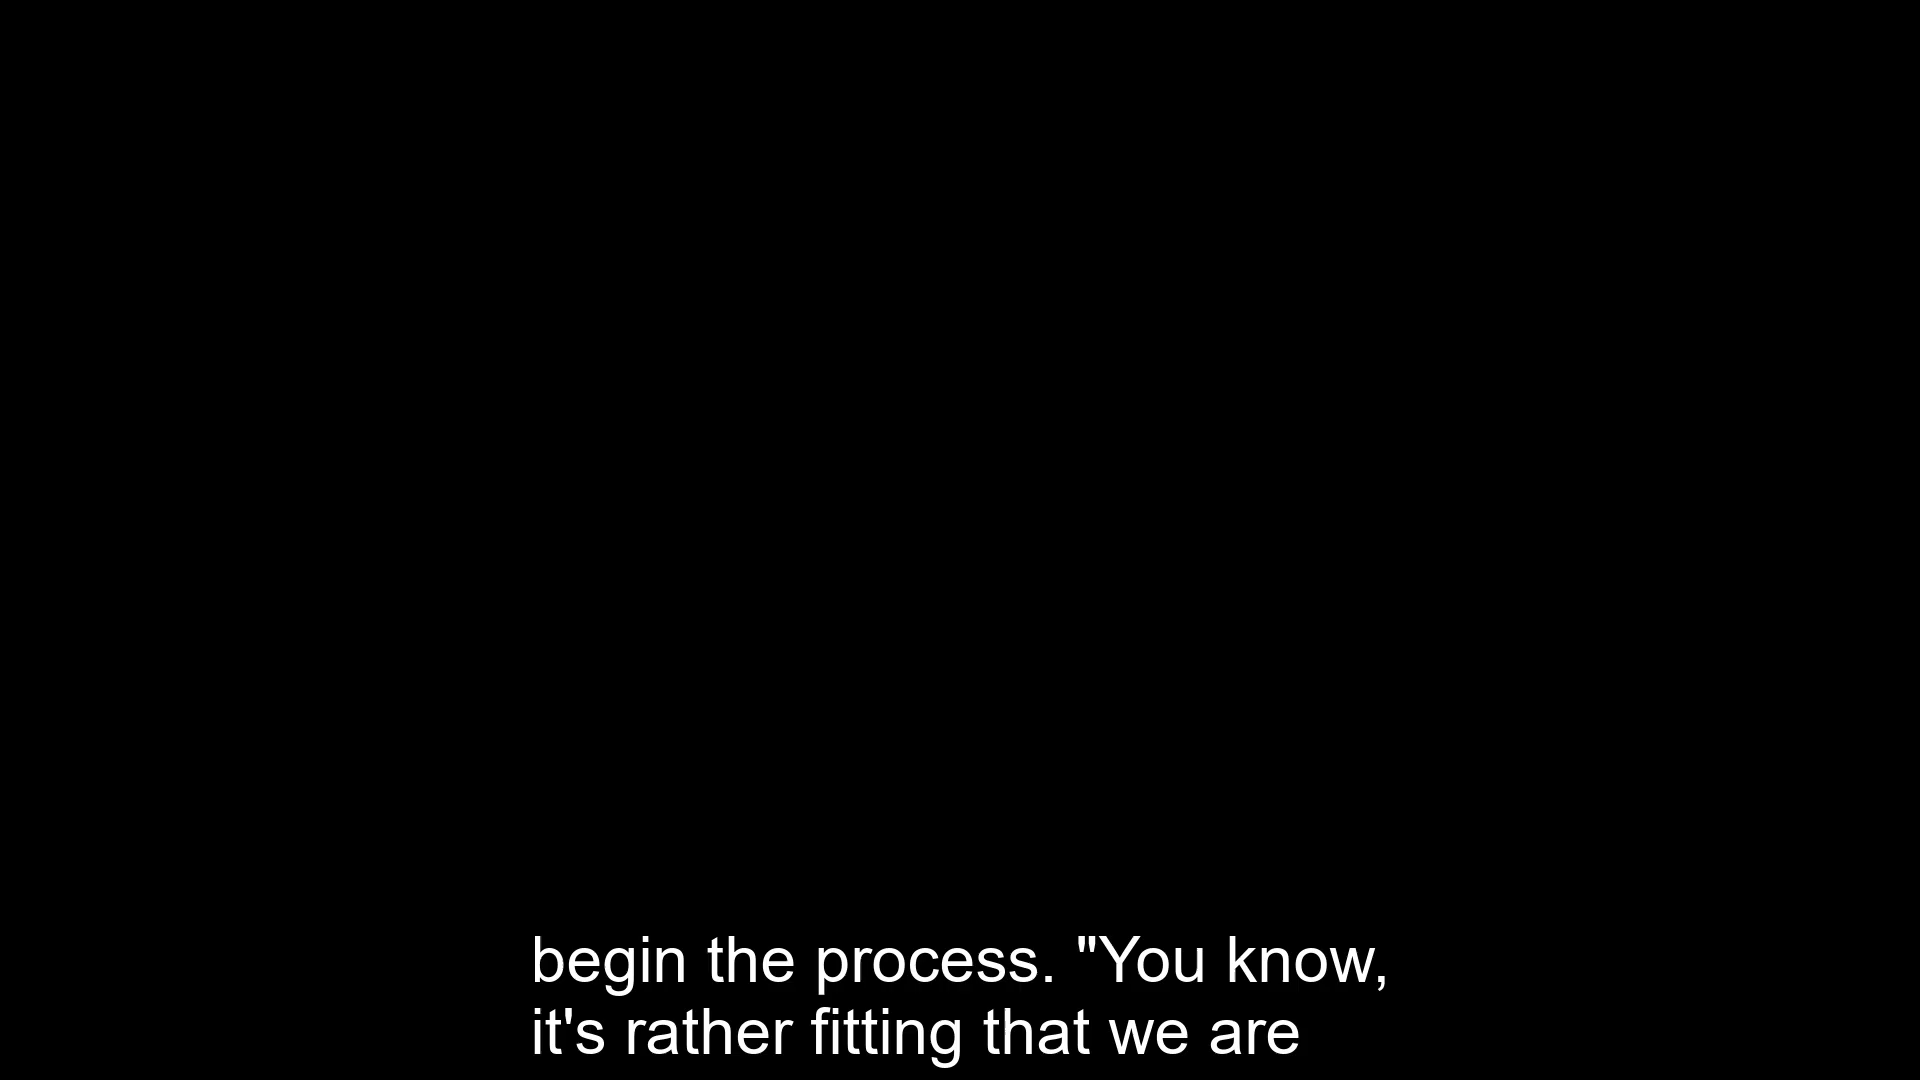 begin the process. "You know,
it's rather fitting that we are